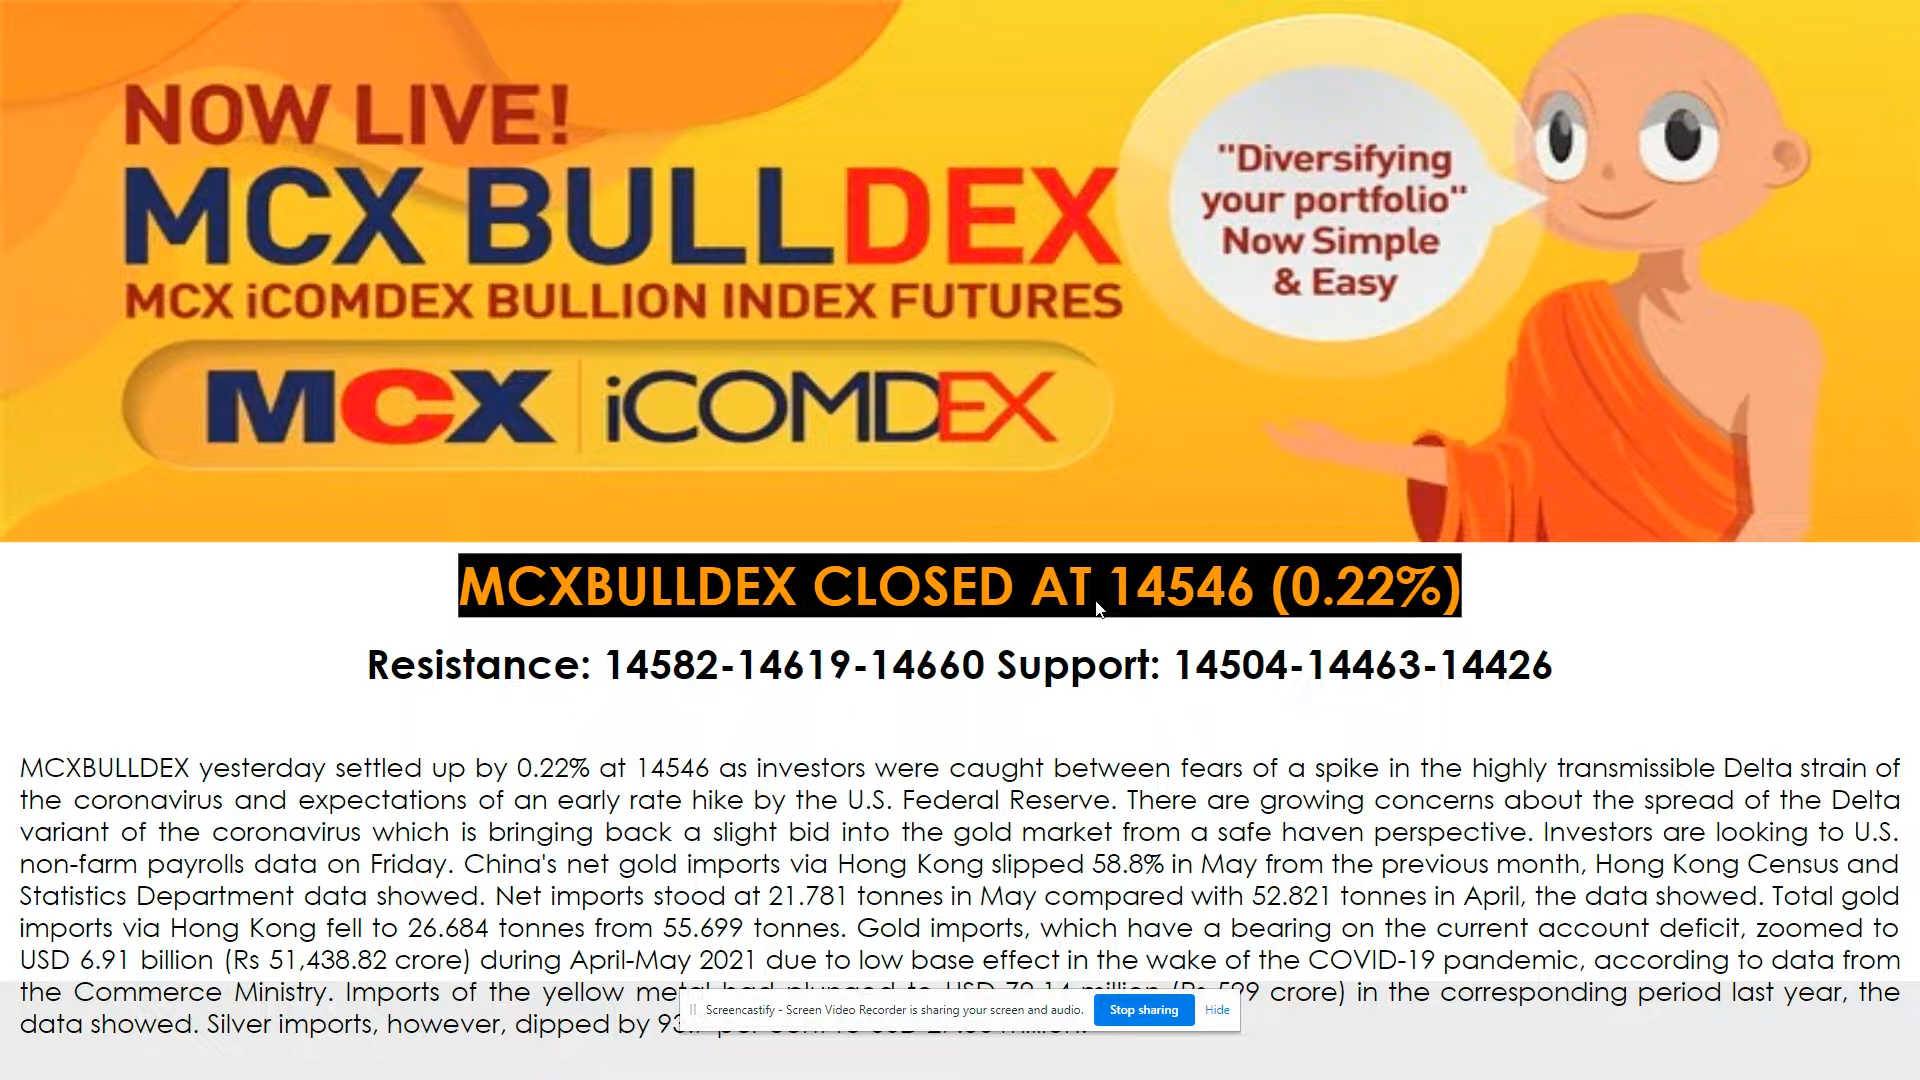 NOW LIVE!
MCX BULLDEX
MCX iCOMDEX BULLION INDEX FUTURES
MCX iCOMDEX
"Diversifying
your portfolio"
Now Simple
& Easy
MCXBULLDEX CLOSED AT 14546 (0.22%)
Resistance: 14582-14619-14660 Support: 14504-14463-14426
MCXBULLDEX yesterday settled up by 0.22% at 14546 as investors were caught between fears of a spike in the highly transmissible Delta strain of
the coronavirus and expectations of an early rate hike by the U.S. Federal Reserve. There are growing concerns about the spread of the Delta
variant of the coronavirus which is bringing back a slight bid into the gold market from a safe haven perspective. Investors are looking to U.S.
non-farm payrolls data on Friday. China's net gold imports via Hong Kong slipped 58.8% in May from the previous month, Hong Kong Census and
Statistics Department data showed. Net imports stood at 21.781 tonnes in May compared with 52.821 tonnes in April, the data showed. Total gold
imports via Hong Kong fell to 26.684 tonnes from 55.699 tonnes. Gold imports, which have a bearing on the current account deficit, zoomed to
USD 6.91 billion (Rs 51,438.82 crore) during April-May 2021 due to low base effect in the wake of the COVID-19 pandemic, according to data from
the Commerce Ministry. Imports of the yellow metal had plunged to USD 79.14 million (Rs 599 crore) in the corresponding period last year, the
data showed. Silver imports, however, dipped by
Screencastify - Screen Video Recorder is sharing your screen and audio. Stop sharing Hide